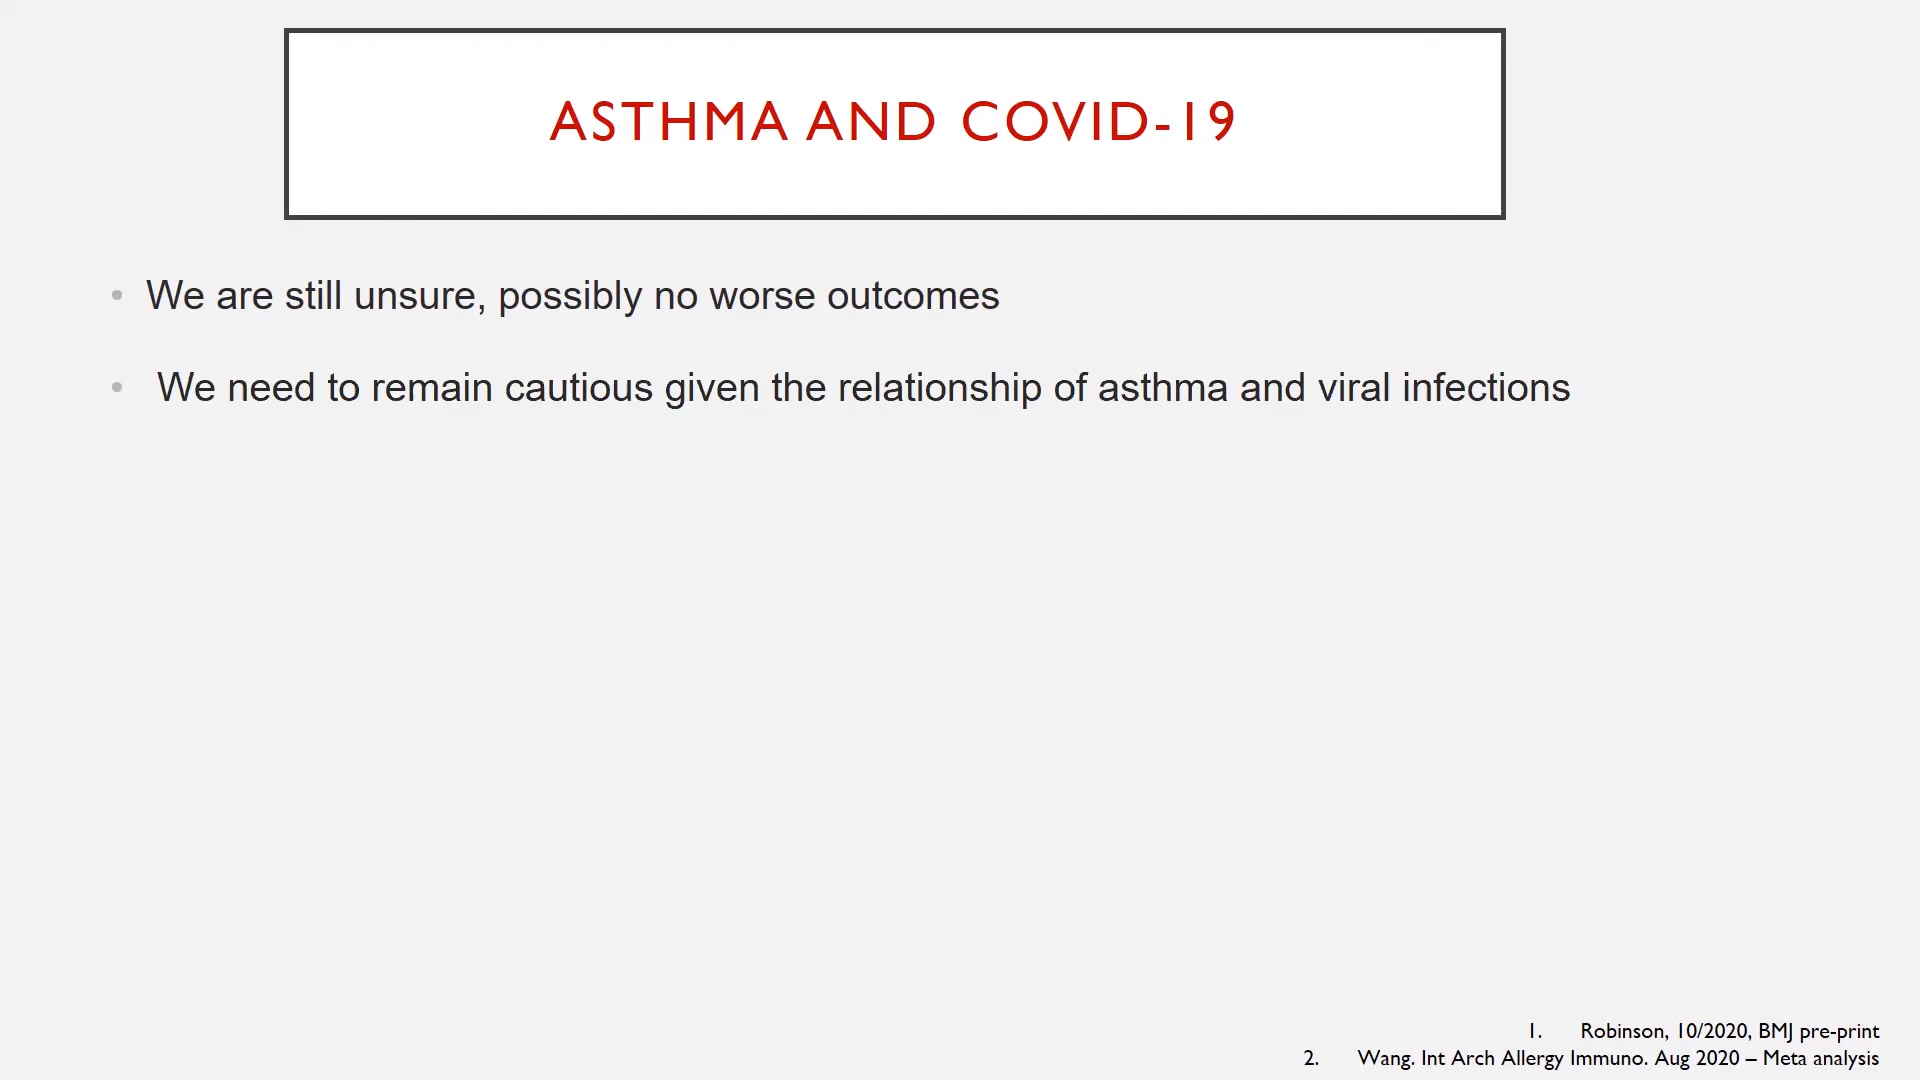 ASTHMA AND COVID-19
• We are still unsure, possibly no worse outcomes
• We need to remain cautious given the relationship of asthma and viral infections
1. Robinson, 10/2020, BMJ pre-print
2. Wang. Int Arch Allergy Immuno. Aug 2020 – Meta analysis